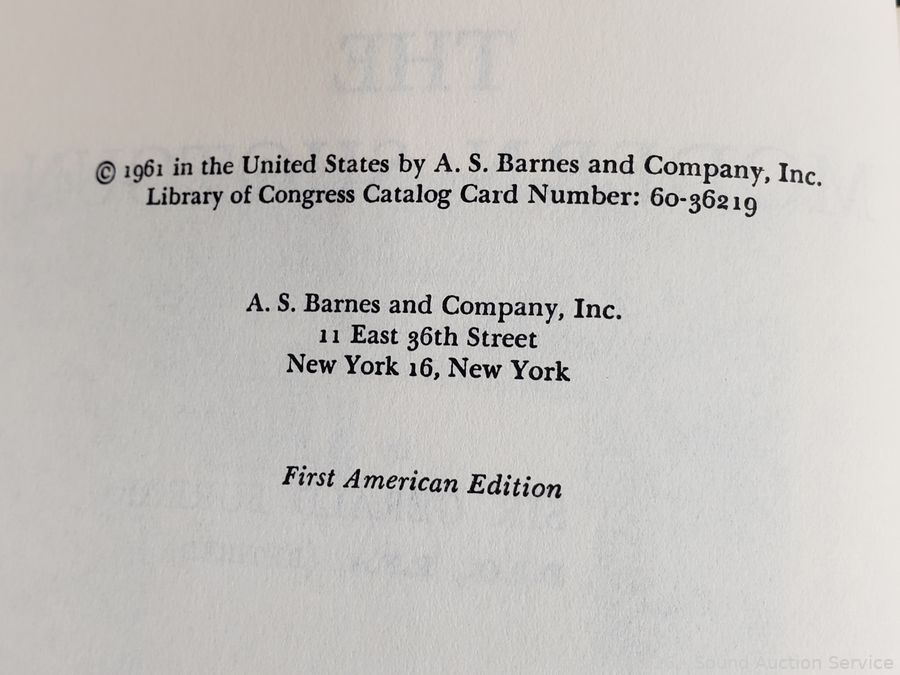 THE
© 1961 in the United States by A. S. Barnes and Company, Inc.
Library of Congress Catalog Card Number: 60-36219
A. S. Barnes and Company, Inc.
11 East 36th Street
New York 16, New York
First American Edition
Sound Auction Service